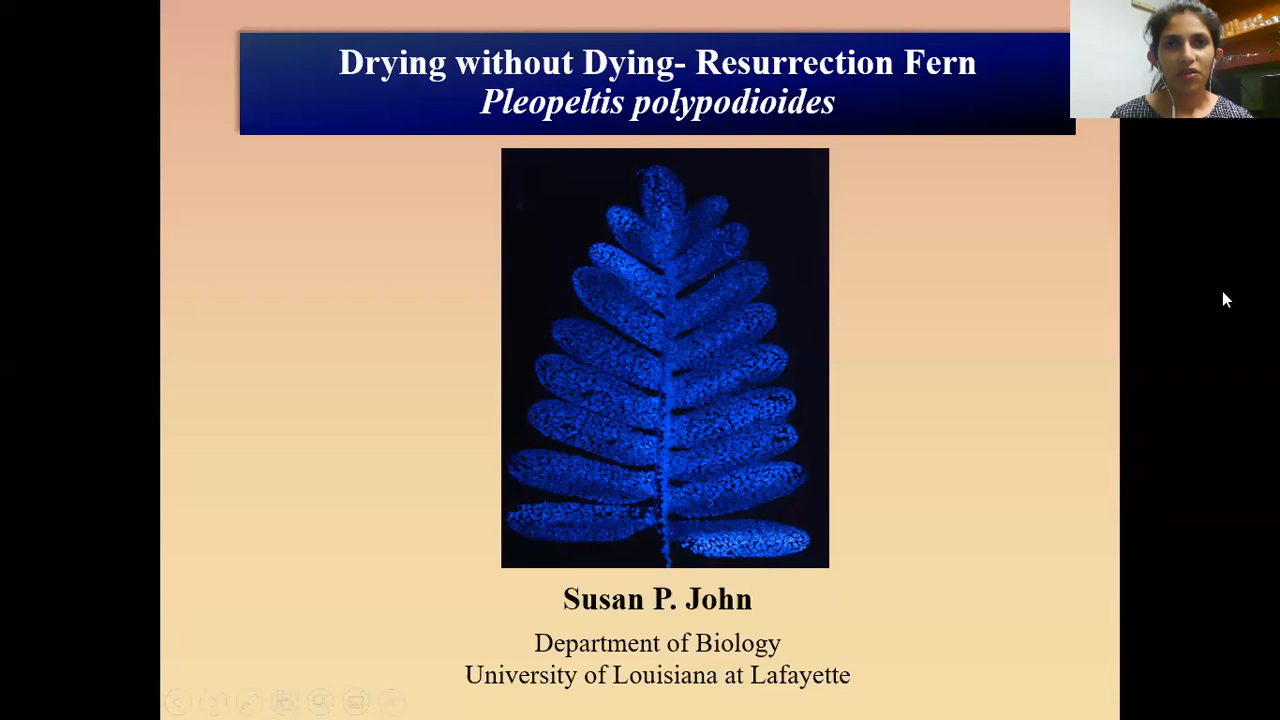 Drying without Dying- Resurrection Fern
Pleopeltis polypodioides
Susan P. John
Department of Biology
University of Louisiana at Lafayette